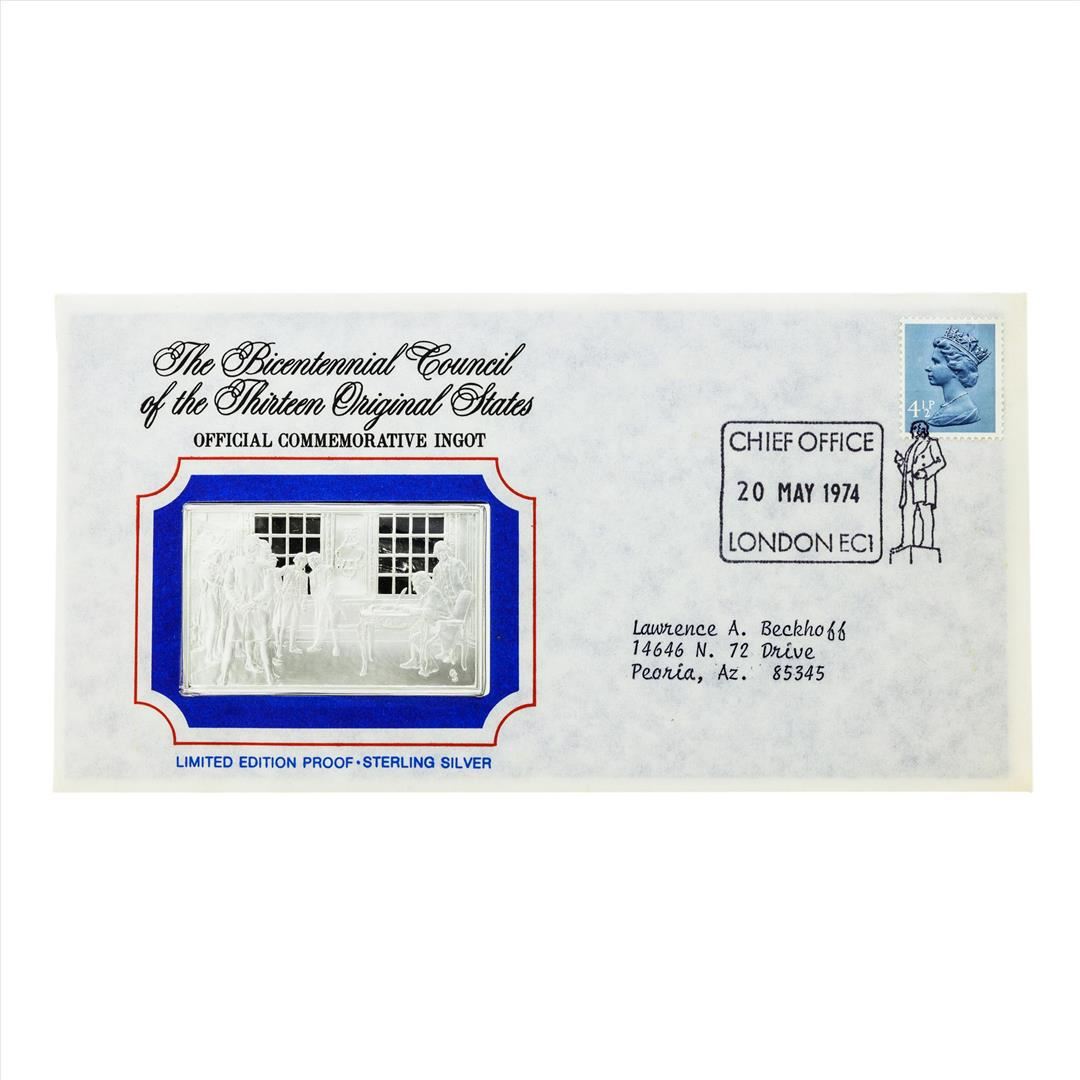 The Bicentennial Council
of the Thirteen Original States
OFFICIAL COMMEMORATIVE INGOT
LIMITED EDITION PROOF•STERLING SILVER
4½P
CHIEF OFFICE
20 MAY 1974
LONDON EC1
Lawrence A. Beckhoff
14646 N. 72 Drive
Peoria, Az. 85345